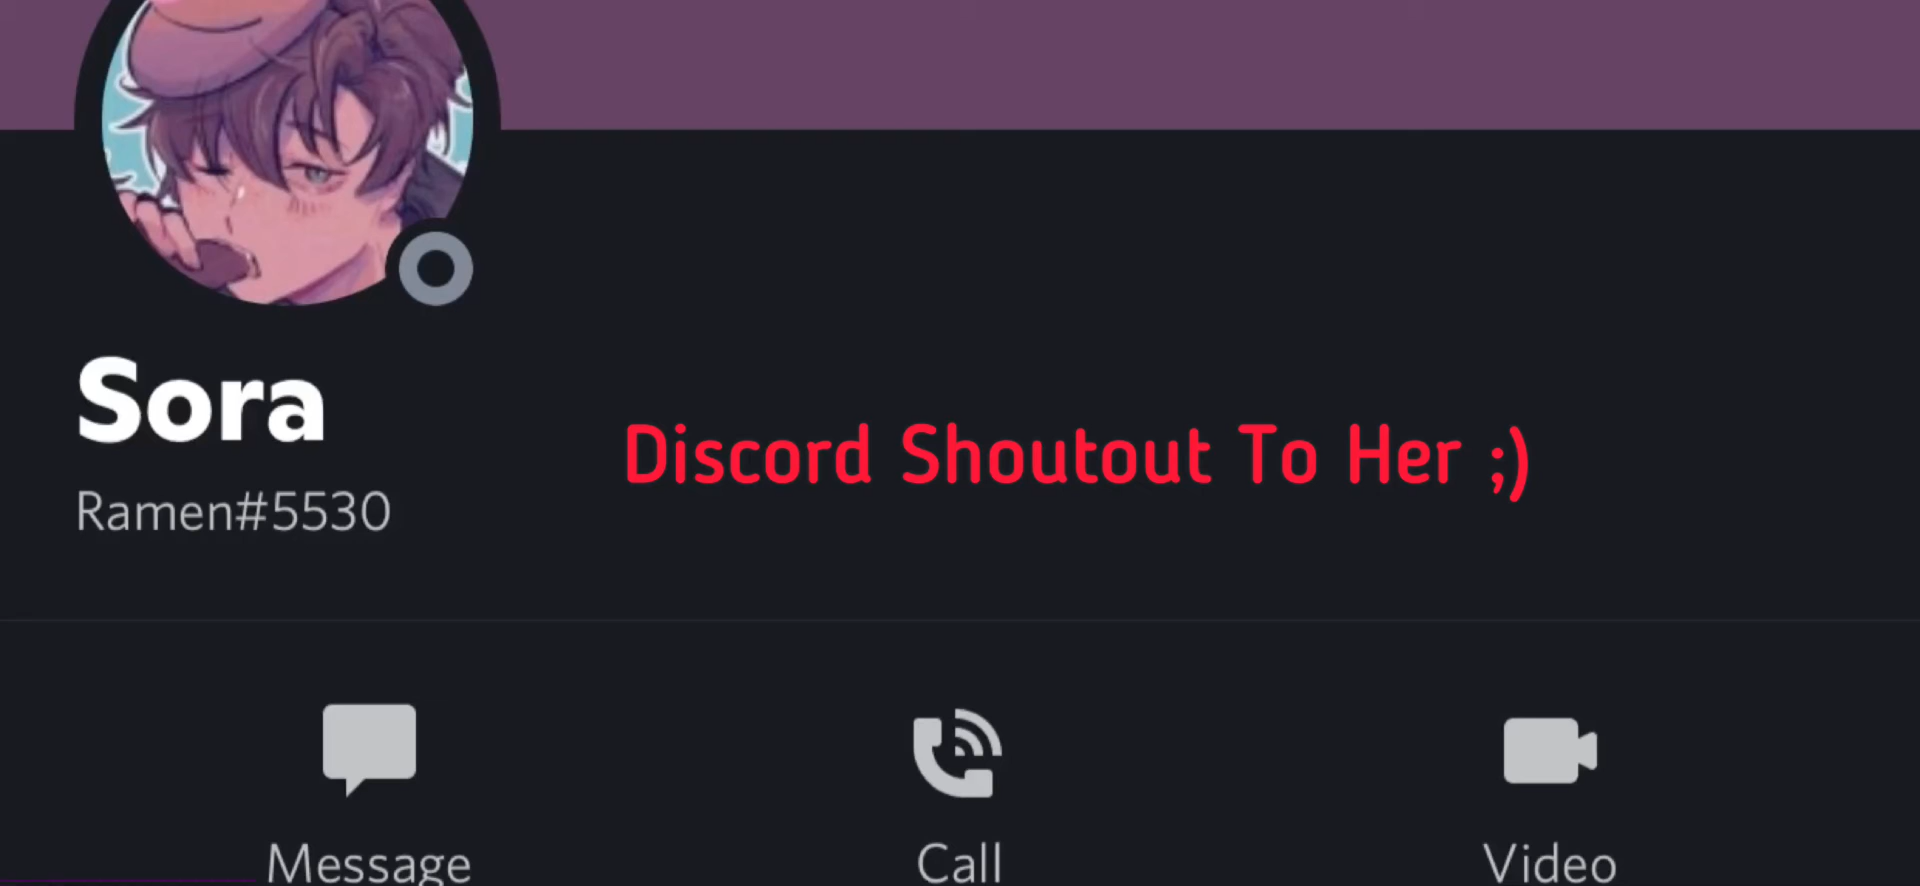 Sora
Discord Shoutout To Her ;)
Ramen#5530
Message
Call
Video